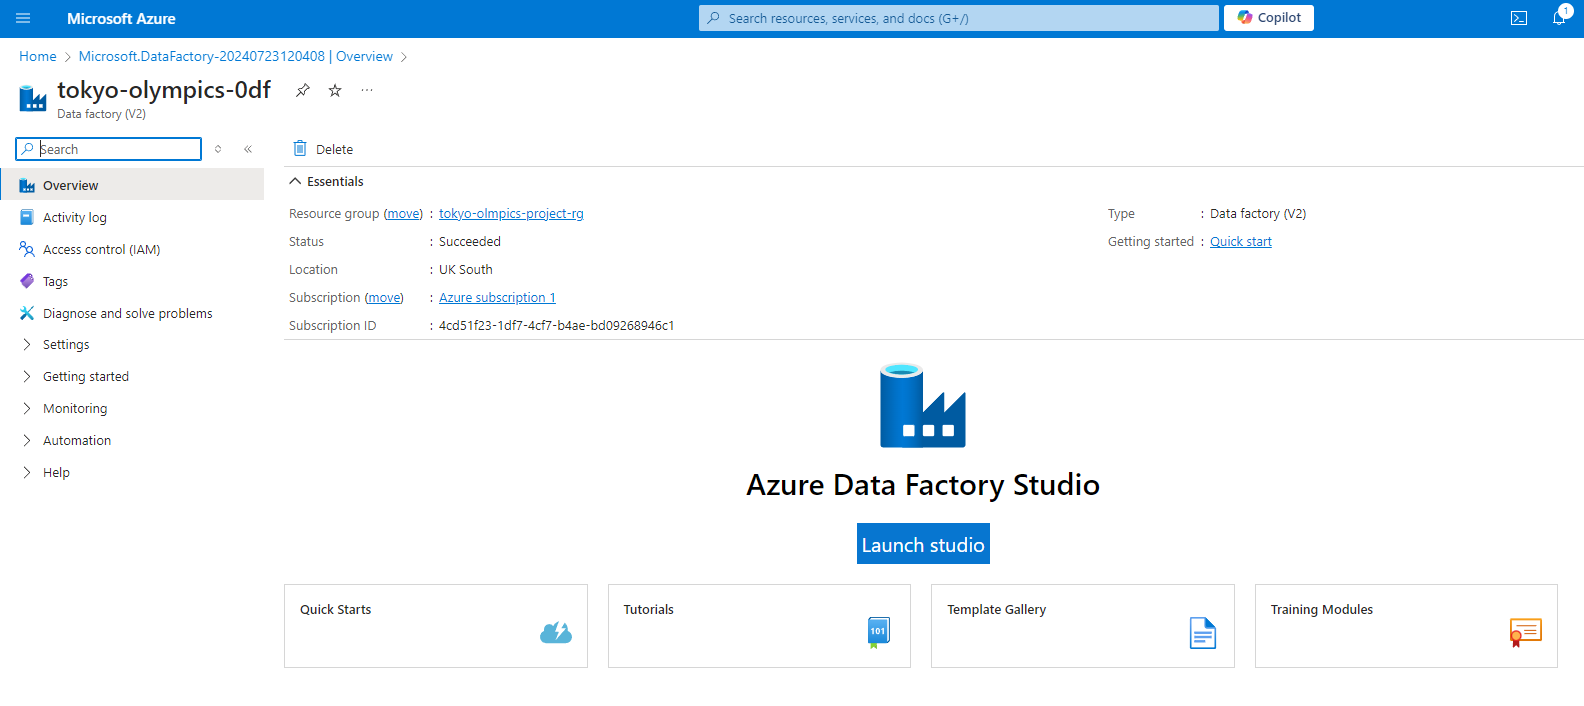 Microsoft Azure
Search resources, services, and docs (G+/)
Copilot
1
Home > Microsoft.DataFactory-20240723120408 | Overview >
tokyo-olympics-0df
Data factory (V2)
Search
Delete
Overview
Activity log
Access control (IAM)
Tags
Diagnose and solve problems
Settings
Getting started
Monitoring
Automation
Help
Essentials
Resource group (move) : tokyo-olmpics-project-rg
Status : Succeeded
Location : UK South
Subscription (move) : Azure subscription 1
Subscription ID : 4cd51f23-1df7-4cf7-b4ae-bd09268946c1
Type : Data factory (V2)
Getting started : Quick start
Azure Data Factory Studio
Launch studio
Quick Starts
Tutorials
101
Template Gallery
Training Modules